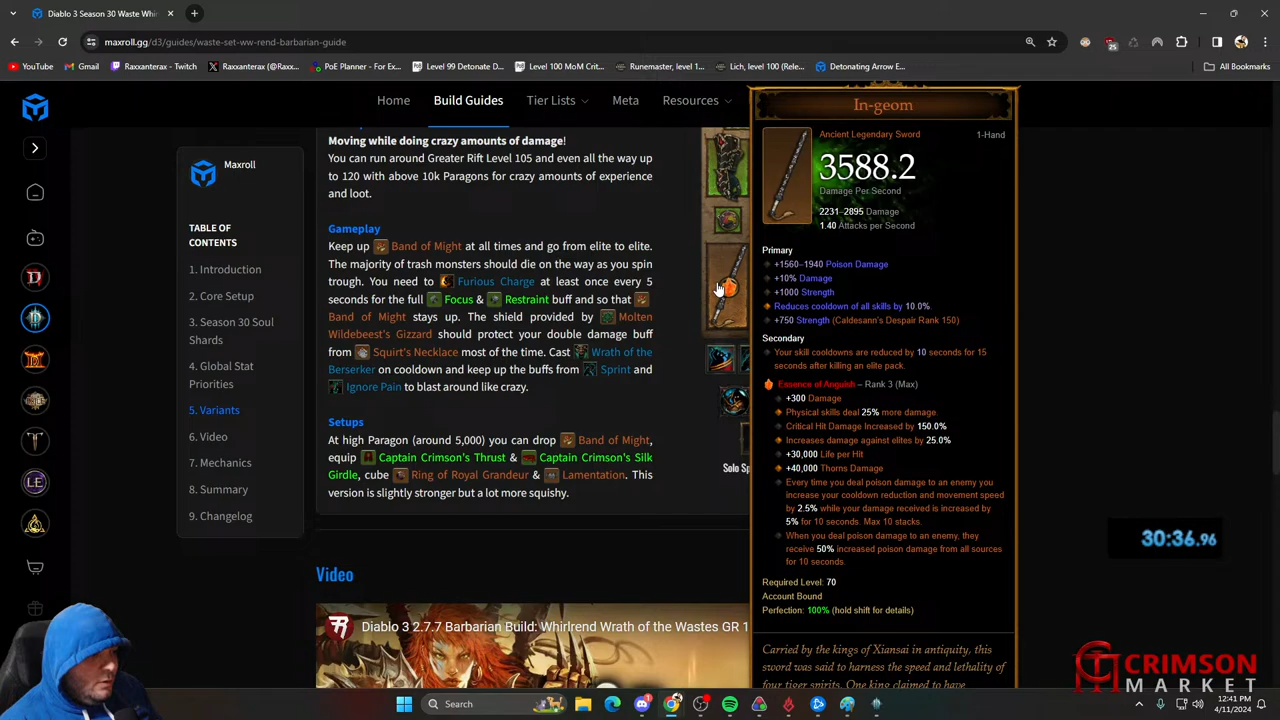 Diablo 3 Season 30 Waste Whir
maxroll.gg/d3/guides/waste-set-ww-rend-barbarian-guide
YouTube
Gmail
Raxxanterax - Twitch
Raxxanterax (@Raxx...
PoE Planner - For Ex...
Level 99 Detonate D...
Level 100 MoM Crit...
Runemaster, level 1...
Lich, level 100 (Rele...
Detonating Arrow |...
All Bookmarks
Home
Build Guides
Tier Lists
Meta
Resources
Maxroll
TABLE OF
CONTENTS
1. Introduction
2. Core Setup
3. Season 30 Soul
Shards
4. Global Stat
Priorities
5. Variants
6. Video
7. Mechanics
8. Summary
9. Changelog
Moving while doing crazy amounts of damage!
You can run around Greater Rift Level 105 and even all the way up
to 120 with above 10k Paragons for crazy amounts of experience
and loot.
Gameplay
Keep up Band of Might at all times and go from elite to elite.
The majority of trash monsters should die on the way as you spin
trough. You need to Furious Charge at least once every 5
seconds for the full Focus & Restraint buff and so that
Band of Might stays up. The shield provided by Molten
Wildebeest's Gizzard should protect your double damage buff
from Squirt's Necklace most of the time. Cast Wrath of the
Berserker on cooldown and keep up the buff from Sprint and
Ignore Pain to blast around like crazy.
Setups
At high Paragon (around 5,000) you can drop Band of Might,
equip Captain Crimson's Thrust & Captain Crimson's Silk
Girdle, cube Ring of Royal Grandeur & Lamentation. This
version is slightly stronger but a lot more squishy.
Video
Diablo 3 2.7.7 Barbarian Build: Whirlrend Wrath of the Wastes GR 1
Solo Sp
In-geom
Ancient Legendary Sword
1-Hand
3588.2
Damage Per Second
2231–2895 Damage
1.40 Attacks per Second
Primary
+1560–1940 Poison Damage
+10% Damage
+1000 Strength
Reduces cooldown of all skills by 10.0%.
+750 Strength (Caldesann's Despair Rank 150)
Secondary
Your skill cooldowns are reduced by 10 seconds for 15
seconds after killing an elite pack.
Essence of Anguish – Rank 3 (Max)
+300 Damage
Physical skills deal 25% more damage.
Critical Hit Damage Increased by 150.0%
Increases damage against elites by 25.0%
+30,000 Life per Hit
+40,000 Thorns Damage
Every time you deal poison damage to an enemy you
increase your cooldown reduction and movement speed
by 2.5% while your damage received is increased by
5% for 10 seconds. Max 10 stacks.
When you deal poison damage to an enemy, they
receive 50% increased poison damage from all sources
for 10 seconds.
Required Level: 70
Account Bound
Perfection: 100% (hold shift for details)
Carried by the kings of Xiansai in antiquity, this
sword was said to harness the speed and lethality of
four tiger spirits. One king claimed to have
30:36.96
CRIMSON
MARKET
Search
12:41 PM
4/11/2024